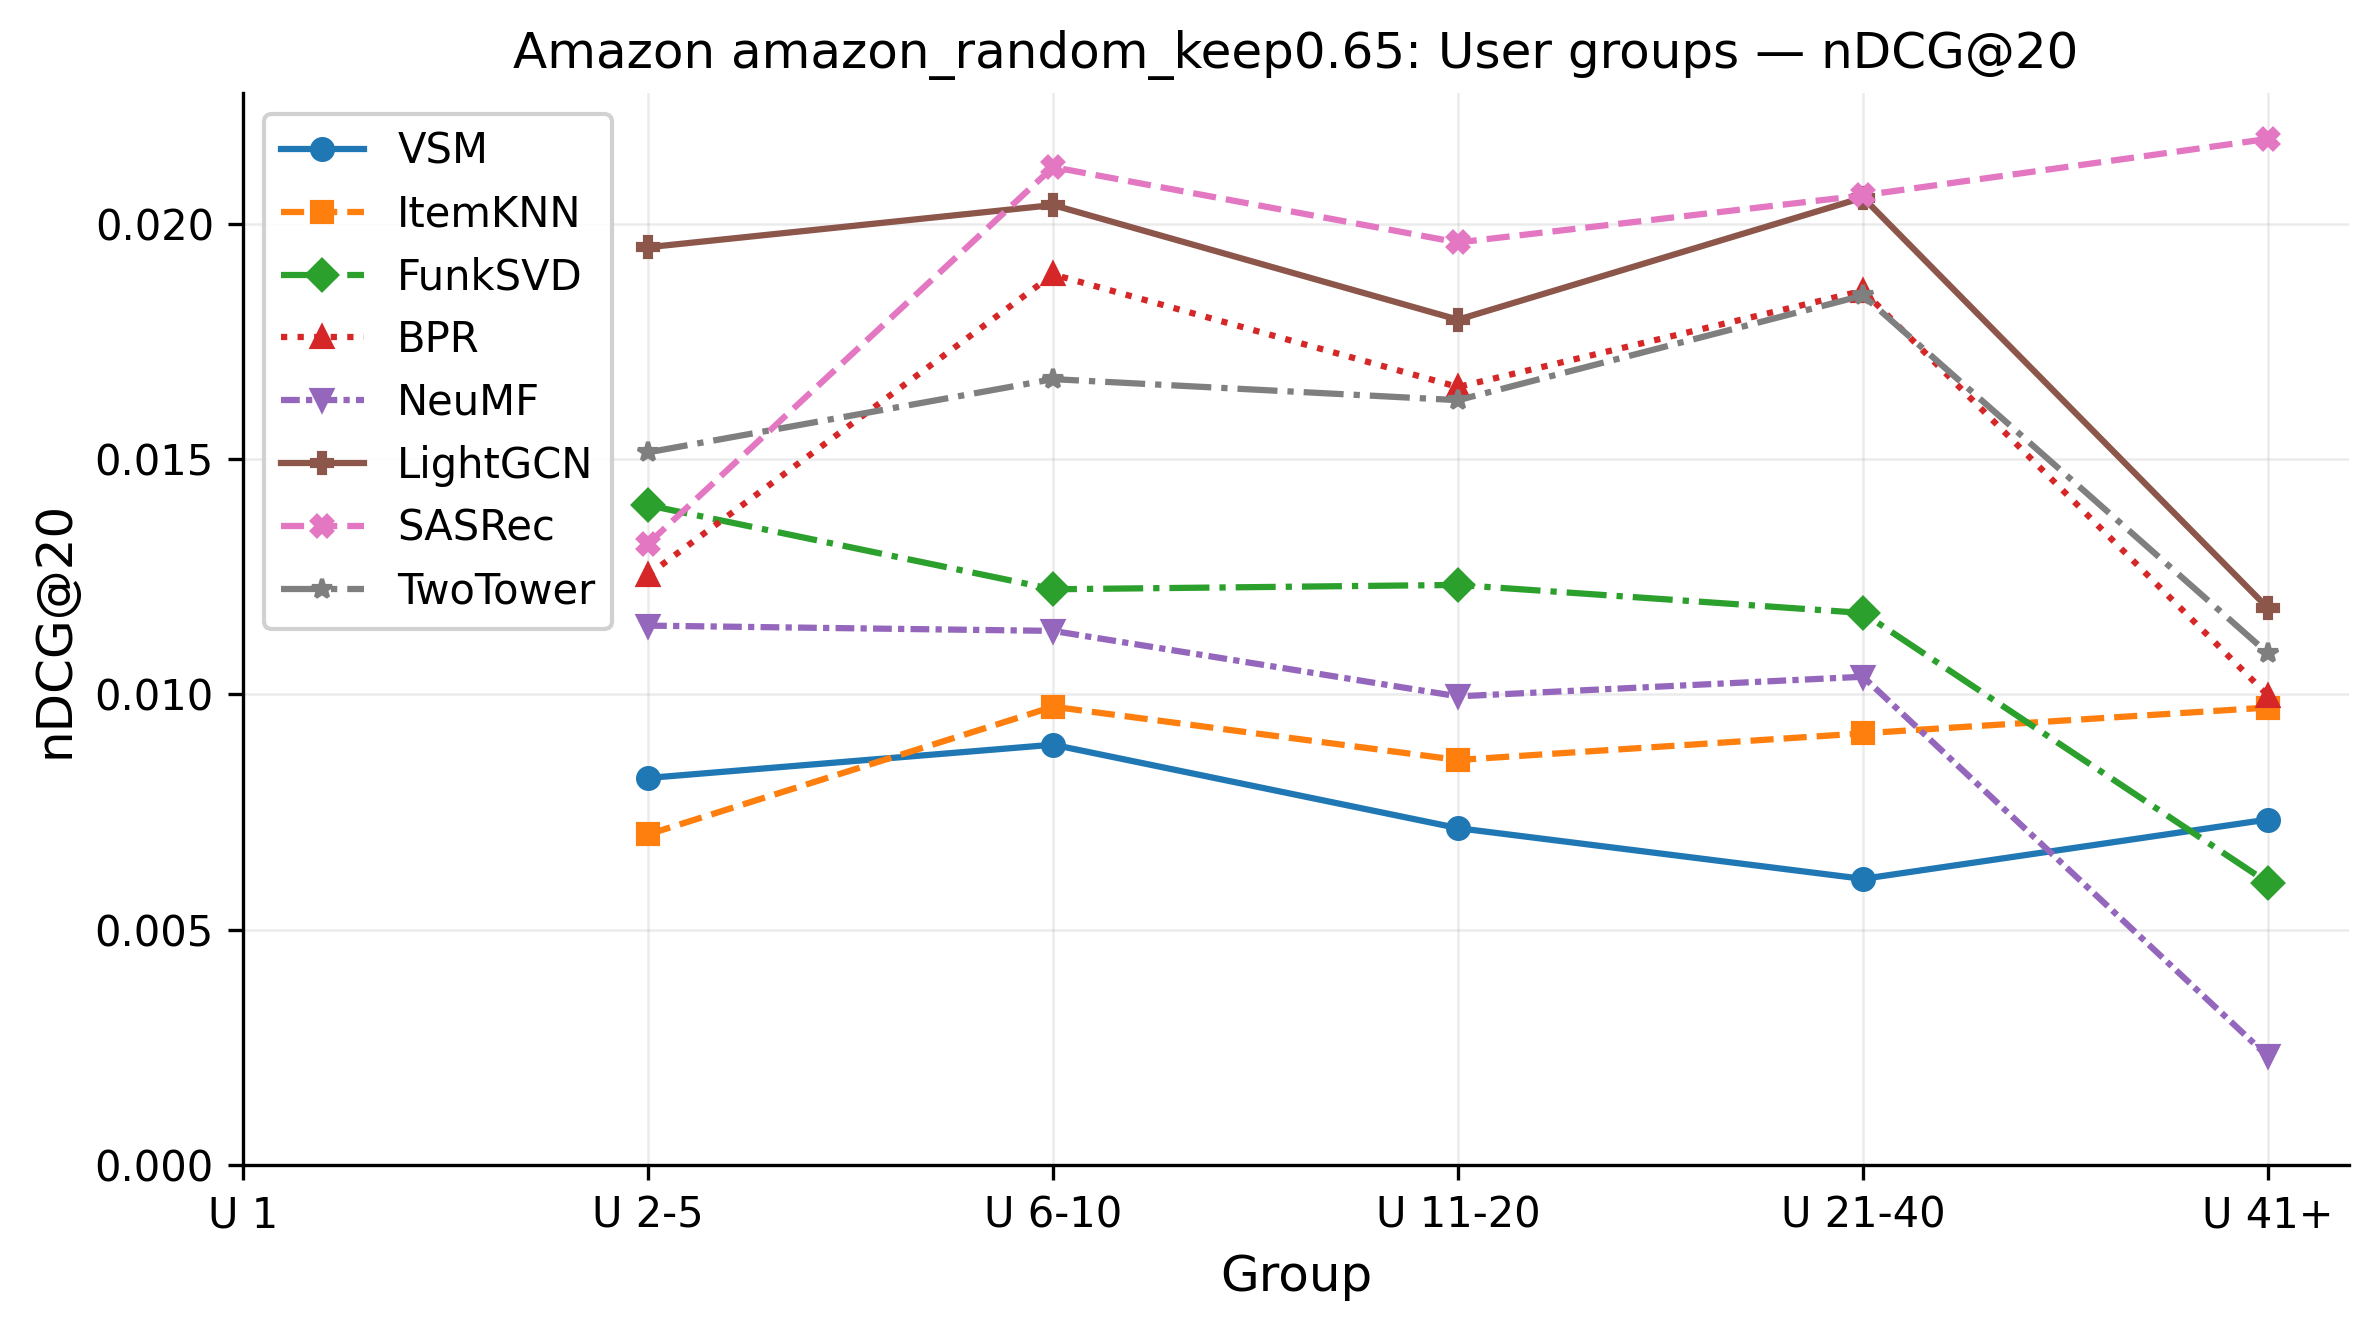 Amazon amazon_random_keep0.65: User groups — nDCG@20
VSM
ItemKNN
FunkSVD
BPR
NeuMF
LightGCN
SASRec
TwoTower
nDCG@20
0.020
0.015
0.010
0.005
0.000
U 1
U 2-5
U 6-10
U 11-20
U 21-40
U 41+
Group